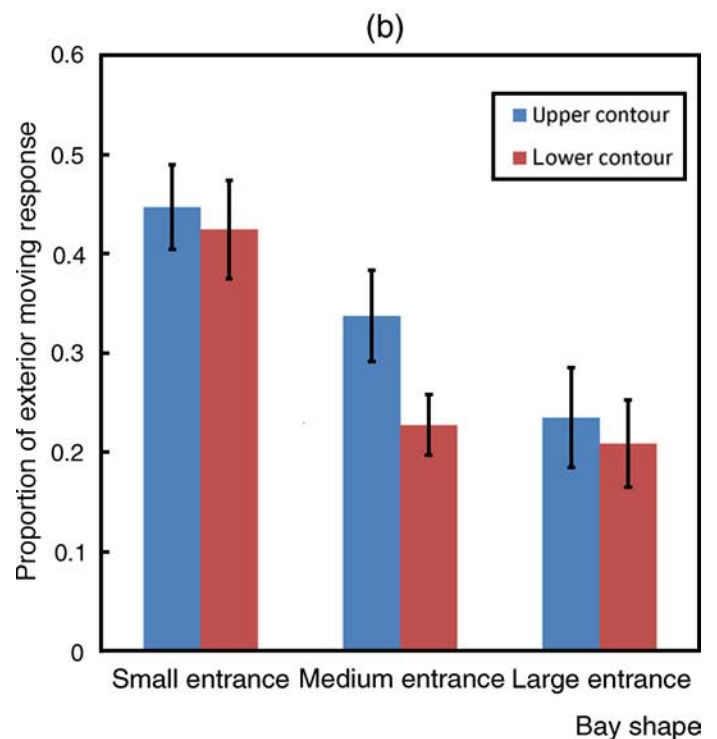 (b)
Proportion of exterior moving response
0.6
0.5
0.4
0.3
0.2
0.1
0
Upper contour
Lower contour
Small entrance Medium entrance Large entrance
Bay shape